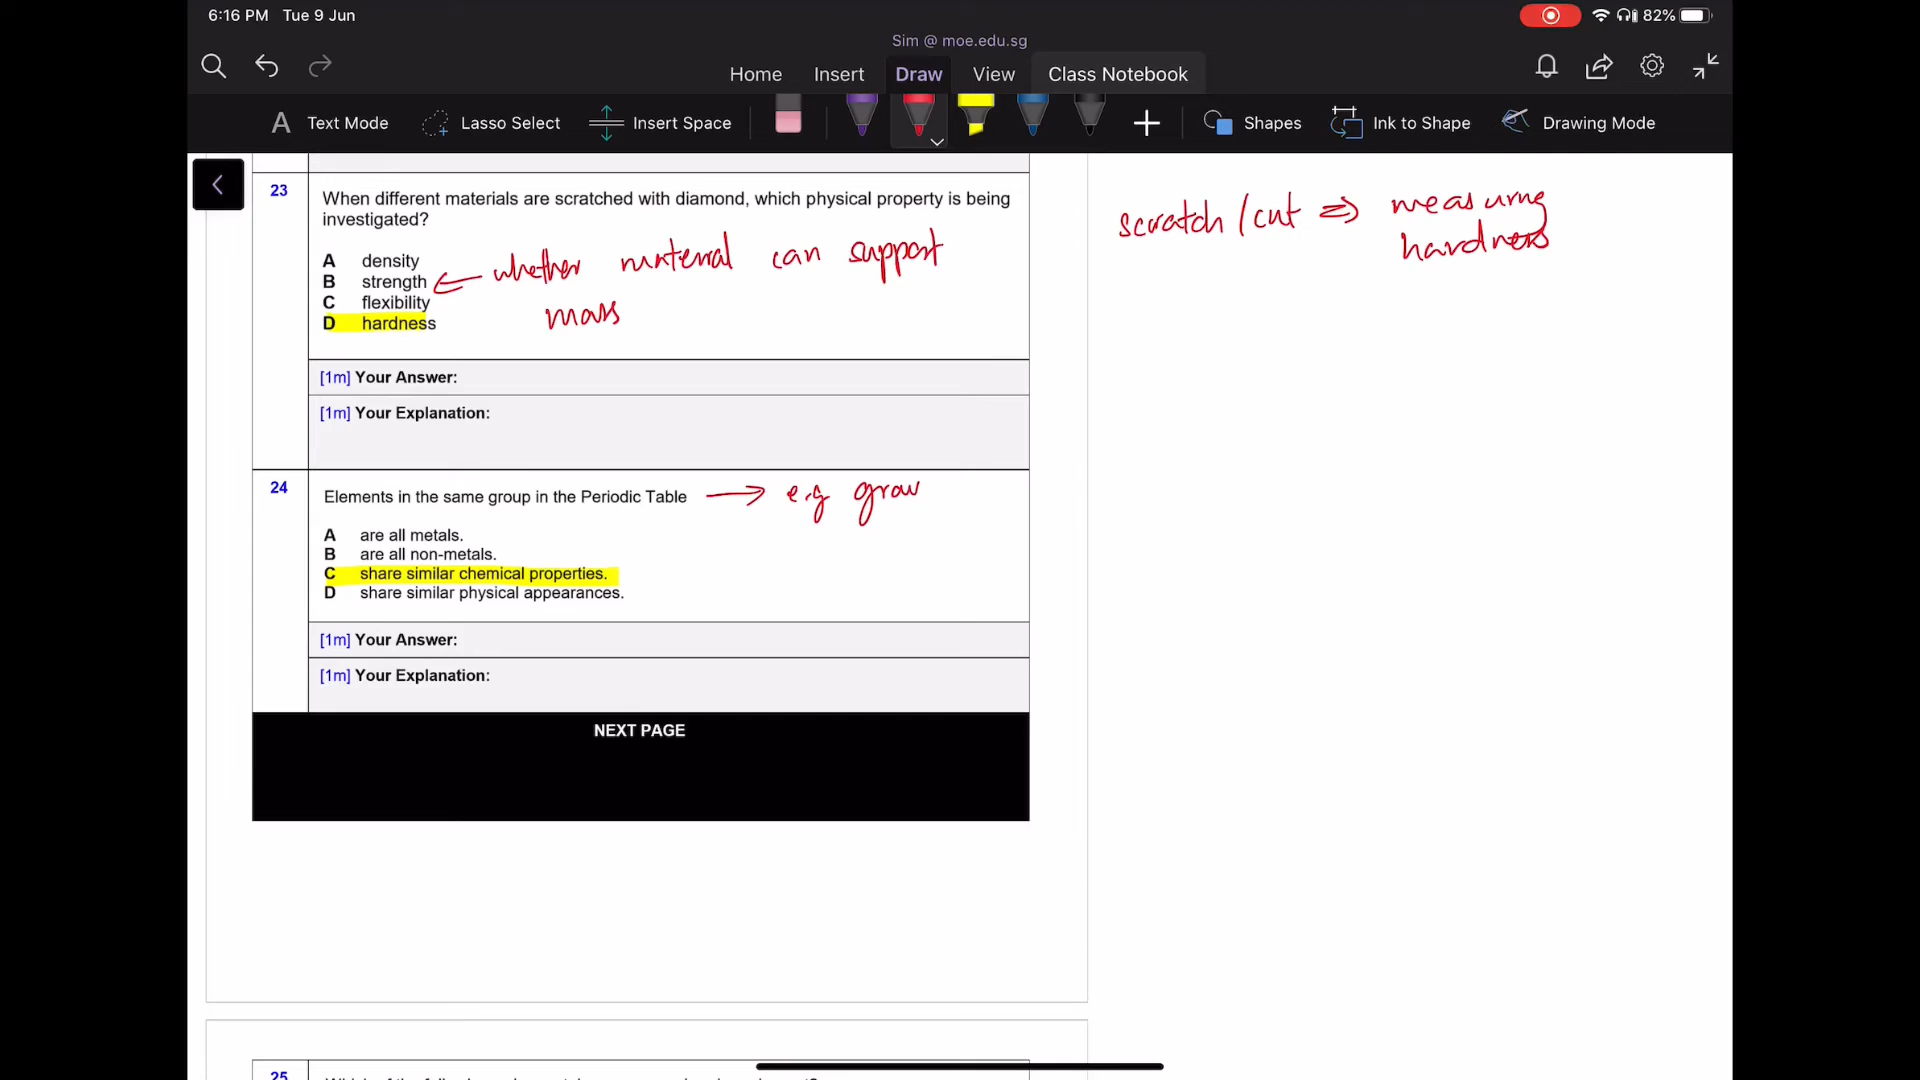 6:16 PM Tue 9 Jun
82%
Sim @ moe.edu.sg
Home Insert Draw View Class Notebook
Text Mode Lasso Select Insert Space Shapes Ink to Shape Drawing Mode
23
When different materials are scratched with diamond, which physical property is being
investigated?
A density
B strength
C flexibility
D hardness
whether material can support
mass
scratch / cut => measuring
hardness
[1m] Your Answer:
[1m] Your Explanation:
24
Elements in the same group in the Periodic Table → e.g grou
A are all metals.
B are all non-metals.
C share similar chemical properties.
D share similar physical appearances.
[1m] Your Answer:
[1m] Your Explanation:
NEXT PAGE
25